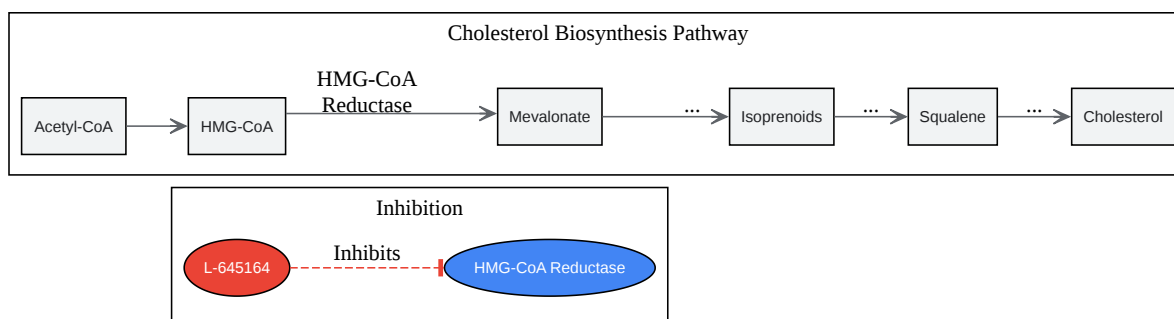 Cholesterol Biosynthesis Pathway
HMG-CoA
Reductase
Acetyl-CoA
HMG-CoA
Mevalonate
...
Isoprenoids
...
Squalene
...
Cholesterol
Inhibition
L-645164
Inhibits
HMG-CoA Reductase